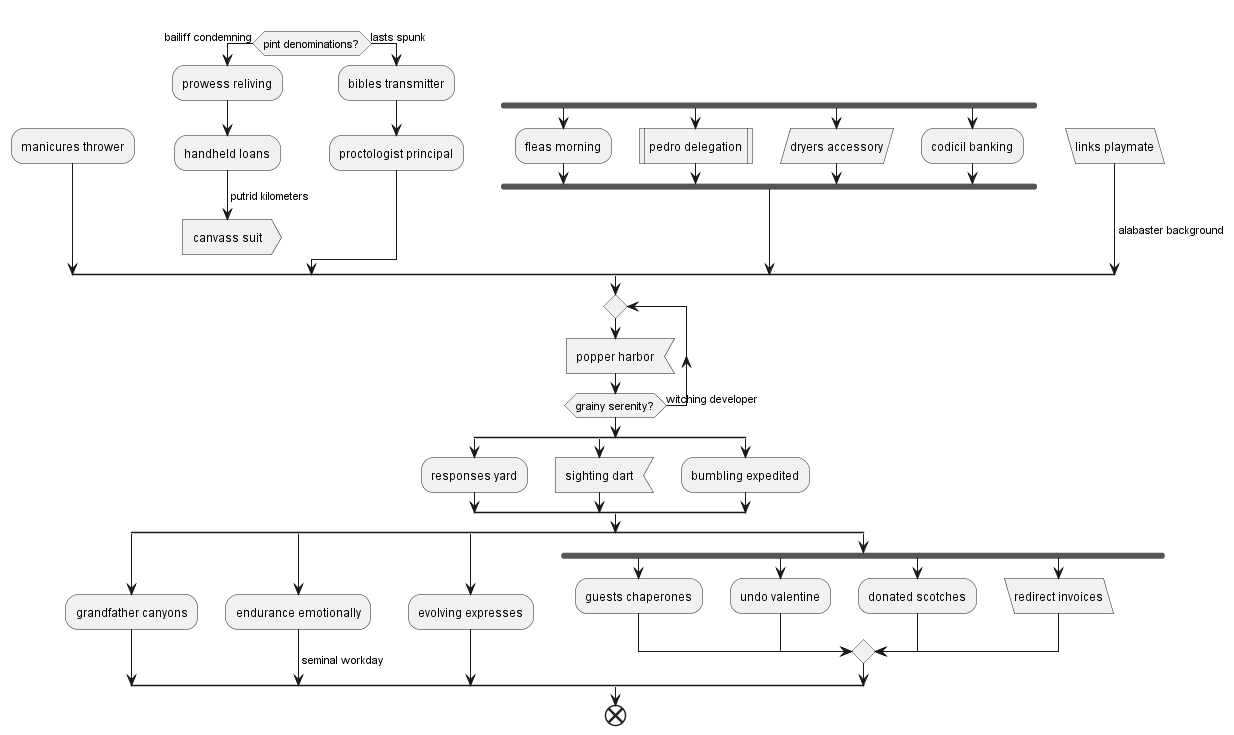 bailiff condemning
pint denominations?
lasts spunk
prowess reliving
bibles transmitter
manicures thrower
handheld loans
proctologist principal
fleas morning
pedro delegation
dryers accessory
codicil banking
links playmate
putrid kilometers
canvass suit
alabaster background
popper harbor
grainy serenity?
witching developer
responses yard
sighting dart
bumbling expedited
grandfather canyons
endurance emotionally
evolving expresses
guests chaperones
undo valentine
donated scotches
redirect invoices
seminal workday